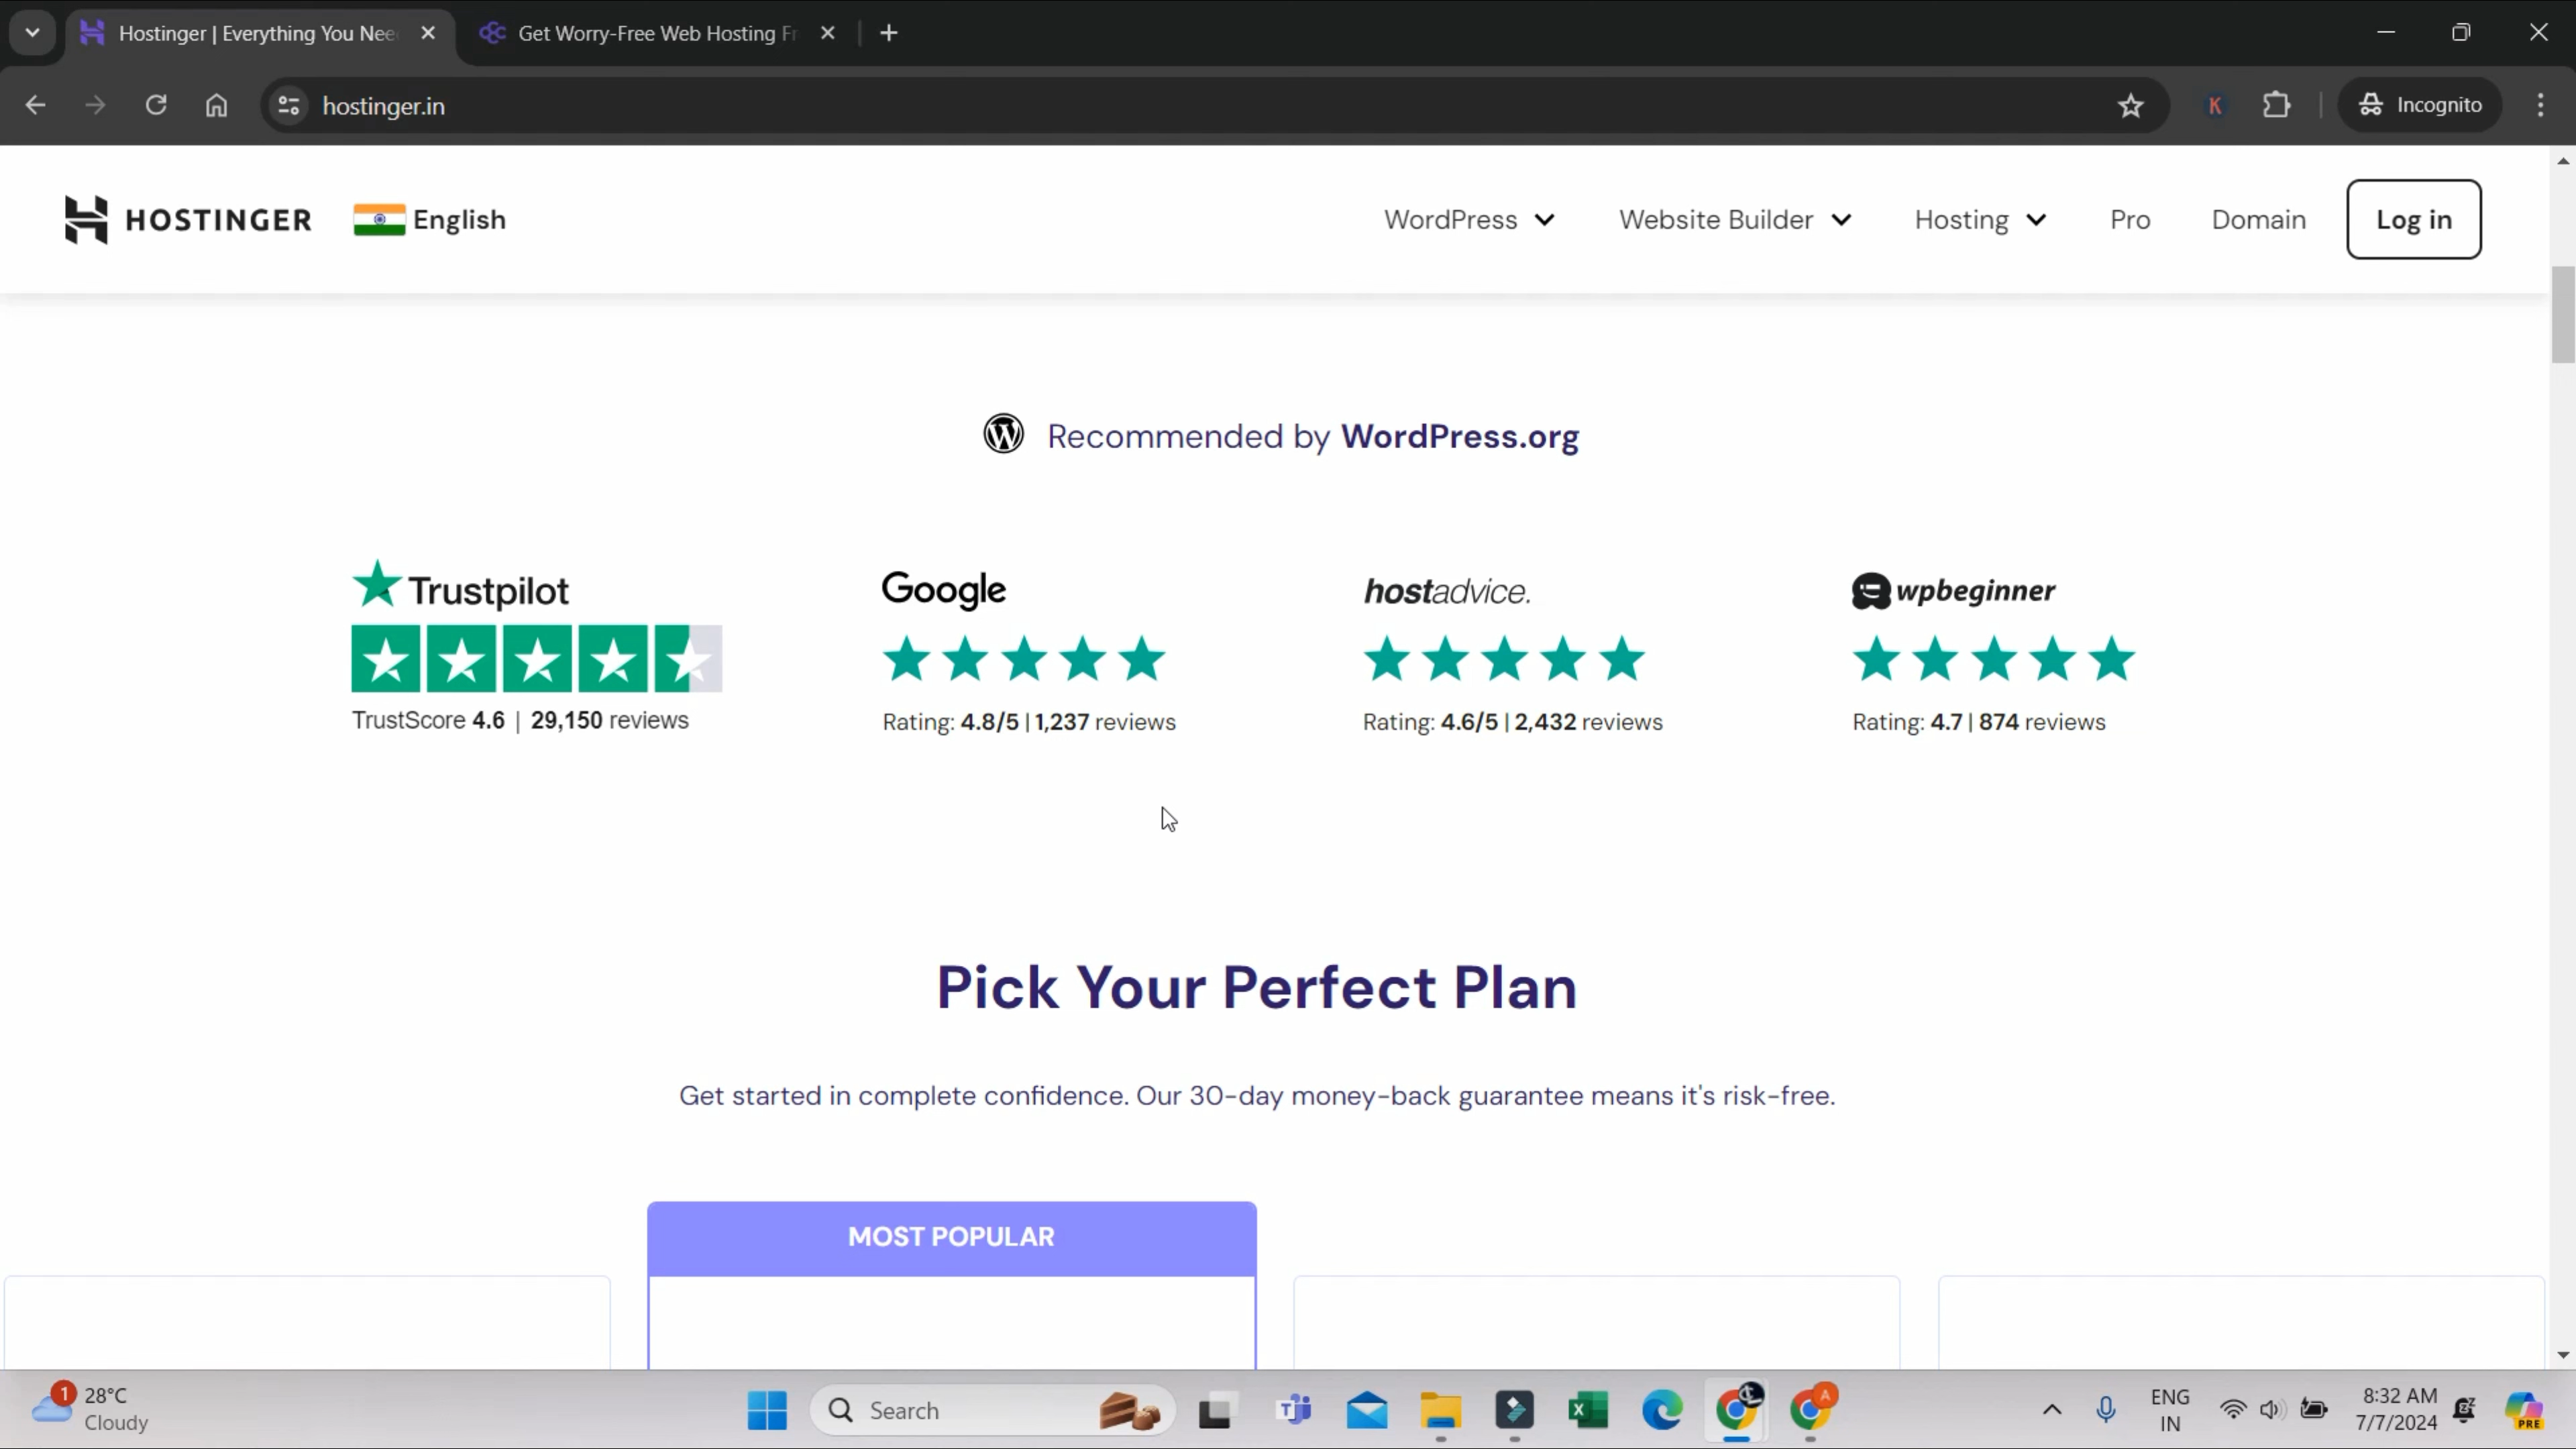 Hostinger | Everything You Nee
Get Worry-Free Web Hosting Fr
hostinger.in
K
Incognito
HOSTINGER
English
WordPress
Website Builder
Hosting
Pro
Domain
Log in
Recommended by WordPress.org
Trustpilot
Google
hostadvice.
wpbeginner
TrustScore 4.6 | 29,150 reviews
Rating: 4.8/5 | 1,237 reviews
Rating: 4.6/5 | 2,432 reviews
Rating: 4.7 | 874 reviews
Pick Your Perfect Plan
Get started in complete confidence. Our 30-day money-back guarantee means it's risk-free.
MOST POPULAR
1
28°C
Cloudy
Search
A
ENG
IN
8:32 AM
7/7/2024
PRE